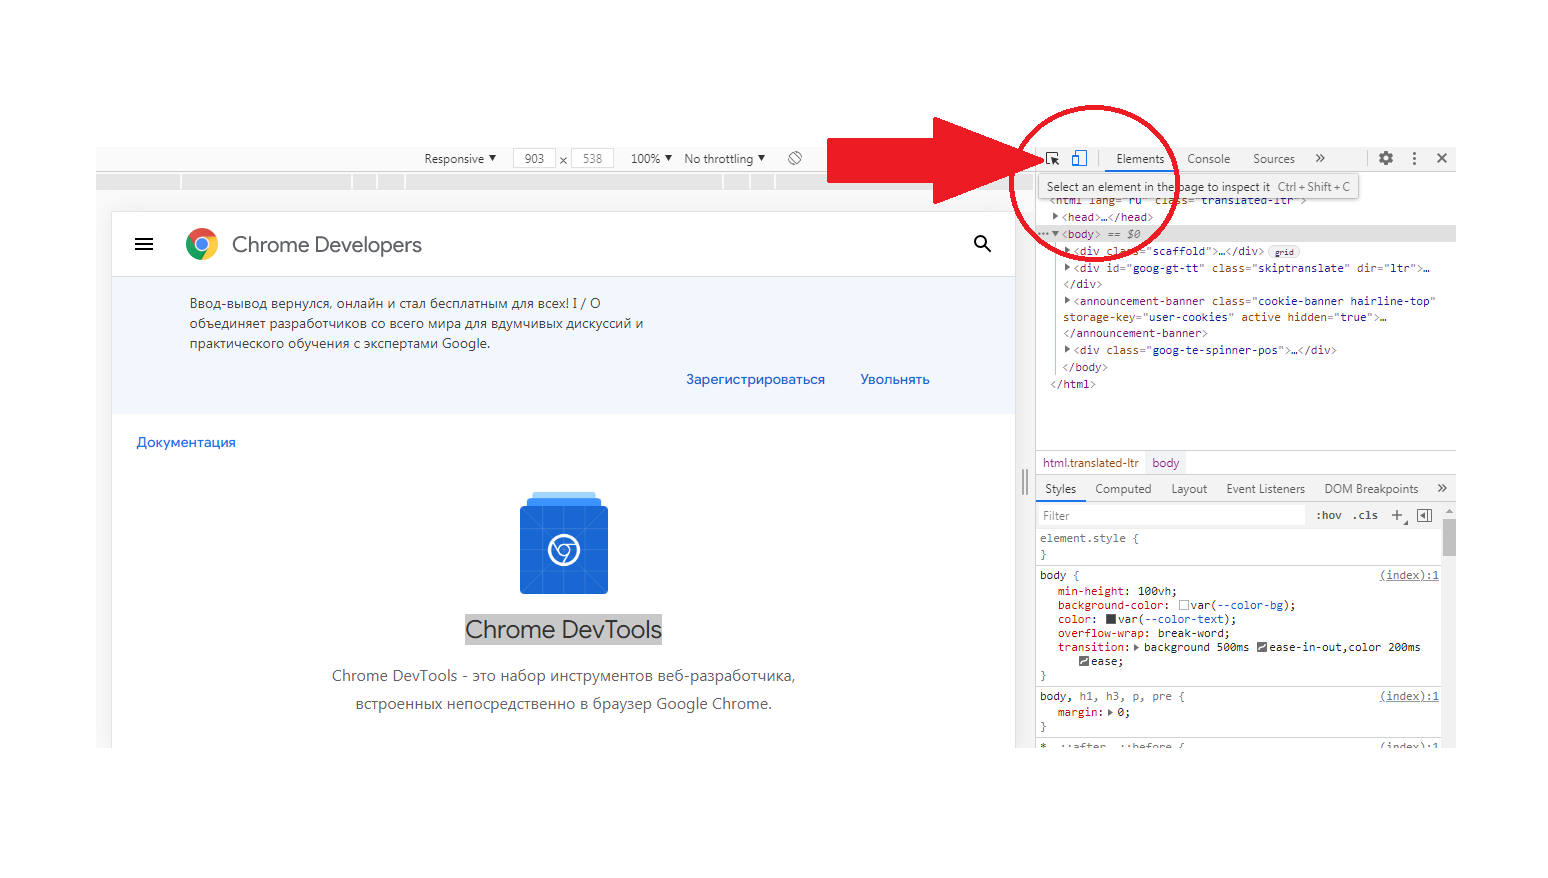 Responsive ▼ 903 × 538 100% ▼ No throttling ▼
Elements Console Sources »
Select an element in the page to inspect it Ctrl + Shift + C
<html lang="ru" class="translated-ltr">
▶<head>…</head>
…▼<body> == $0
▶<div class="scaffold">…</div> grid
▶<div id="goog-gt-tt" class="skiptranslate" dir="ltr">…
</div>
▶<announcement-banner class="cookie-banner hairline-top"
storage-key="user-cookies" active hidden="true">…
</announcement-banner>
▶<div class="goog-te-spinner-pos">…</div>
</body>
</html>
html.translated-ltr body
Styles Computed Layout Event Listeners DOM Breakpoints »
Filter :hov .cls +
element.style {
}
body { (index):1
min-height: 100vh;
background-color: var(--color-bg);
color: var(--color-text);
overflow-wrap: break-word;
transition: ▶ background 500ms ease-in-out,color 200ms
ease;
}
body, h1, h3, p, pre { (index):1
margin: ▶ 0;
}
*, ::after, ::before { (index):1
Chrome Developers
Ввод-вывод вернулся, онлайн и стал бесплатным для всех! I / O
объединяет разработчиков со всего мира для вдумчивых дискуссий и
практического обучения с экспертами Google.
Зарегистрироваться Увольнять
Документация
Chrome DevTools
Chrome DevTools - это набор инструментов веб-разработчика,
встроенных непосредственно в браузер Google Chrome.